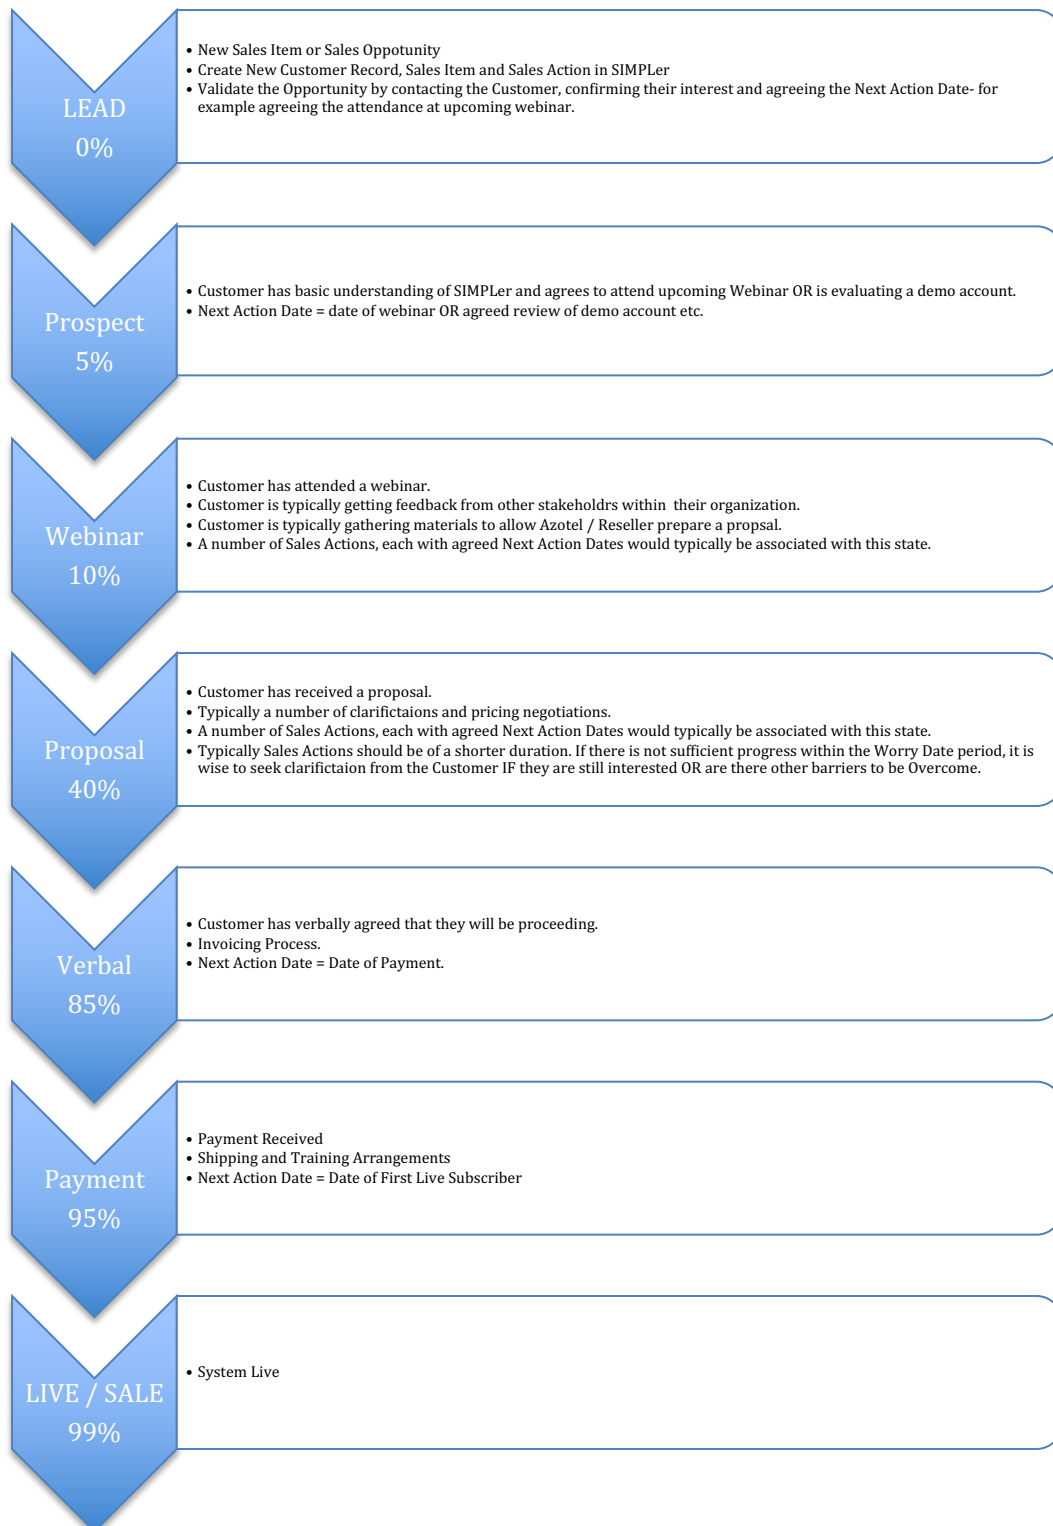 LEAD
0%
• New Sales Item or Sales Oppotunity
• Create New Customer Record, Sales Item and Sales Action in SIMPLer
• Validate the Opportunity by contacting the Customer, confirming their interest and agreeing the Next Action Date- for
example agreeing the attendance at upcoming webinar.
Prospect
5%
• Customer has basic understanding of SIMPLer and agrees to attend upcoming Webinar OR is evaluating a demo account.
• Next Action Date = date of webinar OR agreed review of demo account etc.
Webinar
10%
• Customer has attended a webinar.
• Customer is typically getting feedback from other stakeholdrs within their organization.
• Customer is typically gathering materials to allow Azotel / Reseller prepare a propsal.
• A number of Sales Actions, each with agreed Next Action Dates would typically be associated with this state.
Proposal
40%
• Customer has received a proposal.
• Typically a number of clarifictaions and pricing negotiations.
• A number of Sales Actions, each with agreed Next Action Dates would typically be associated with this state.
• Typically Sales Actions should be of a shorter duration. If there is not sufficient progress within the Worry Date period, it is
wise to seek clarifictaion from the Customer IF they are still interested OR are there other barriers to be Overcome.
Verbal
85%
• Customer has verbally agreed that they will be proceeding.
• Invoicing Process.
• Next Action Date = Date of Payment.
Payment
95%
• Payment Received
• Shipping and Training Arrangements
• Next Action Date = Date of First Live Subscriber
LIVE / SALE
99%
• System Live